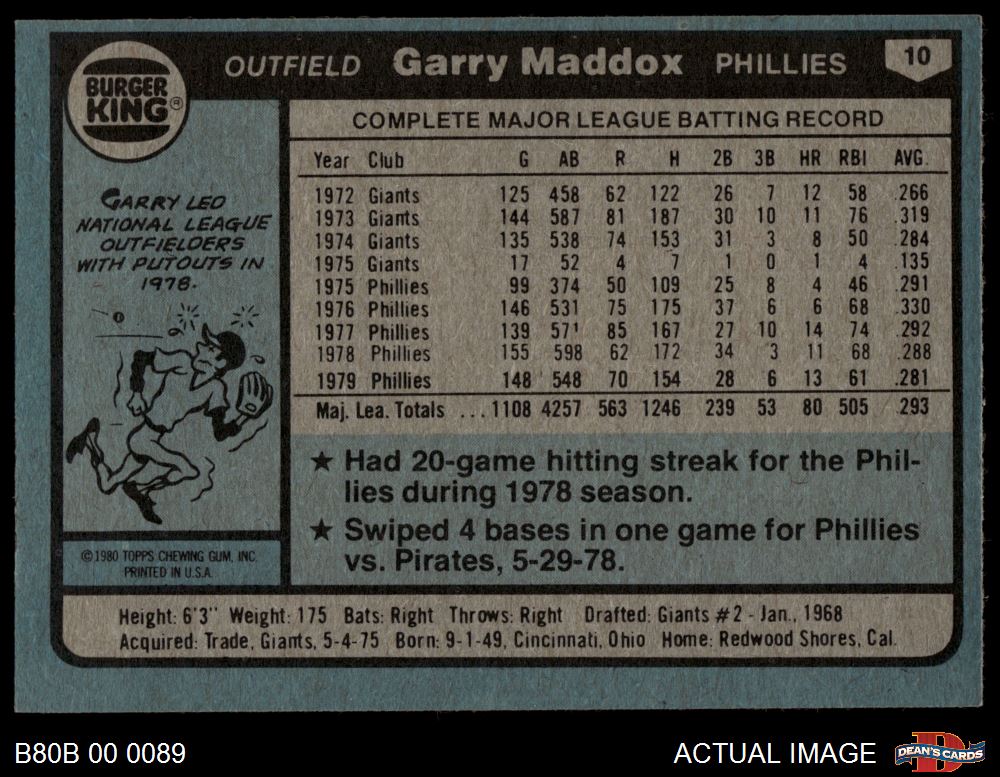 BURGER
KING®
OUTFIELD Garry Maddox PHILLIES 10
GARRY LED
NATIONAL LEAGUE
OUTFIELDERS
WITH PUTOUTS IN
1978.
© 1980 TOPPS CHEWING GUM, INC.
PRINTED IN U.S.A.
COMPLETE MAJOR LEAGUE BATTING RECORD
Year Club G AB R H 2B 3B HR RBI AVG.
1972 Giants 125 458 62 122 26 7 12 58 .266
1973 Giants 144 587 81 187 30 10 11 76 .319
1974 Giants 135 538 74 153 31 3 8 50 .284
1975 Giants 17 52 4 7 1 0 1 4 .135
1975 Phillies 99 374 50 109 25 8 4 46 .291
1976 Phillies 146 531 75 175 37 6 6 68 .330
1977 Phillies 139 571 85 167 27 10 14 74 .292
1978 Phillies 155 598 62 172 34 3 11 68 .288
1979 Phillies 148 548 70 154 28 6 13 61 .281
Maj. Lea. Totals ...1108 4257 563 1246 239 53 80 505 .293
★ Had 20-game hitting streak for the Phil-
lies during 1978 season.
★ Swiped 4 bases in one game for Phillies
vs. Pirates, 5-29-78.
Height: 6'3" Weight: 175 Bats: Right Throws: Right Drafted: Giants #2 - Jan., 1968
Acquired: Trade, Giants, 5-4-75 Born: 9-1-49, Cincinnati, Ohio Home: Redwood Shores, Cal.
B80B 00 0089 ACTUAL IMAGE DEAN'S CARDS